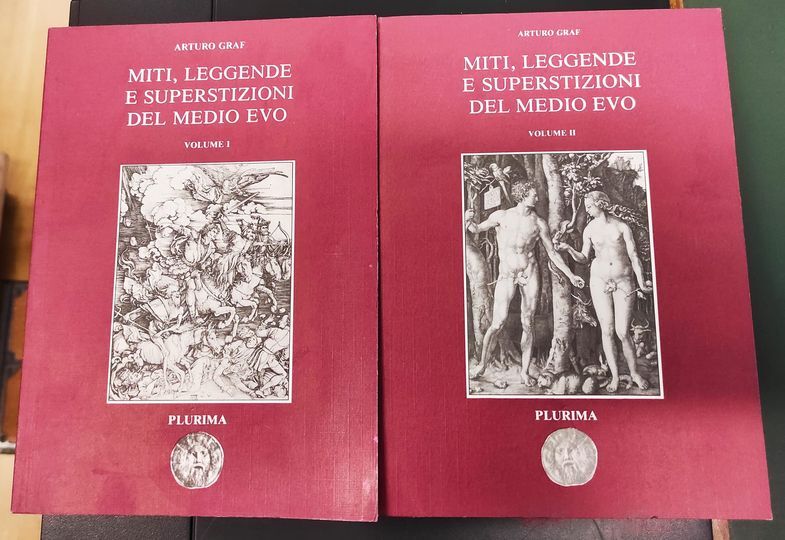 ARTURO GRAF
MITI, LEGGENDE
E SUPERSTIZIONI
DEL MEDIO EVO
VOLUME I
PLURIMA
ARTURO GRAF
MITI, LEGGENDE
E SUPERSTIZIONI
DEL MEDIO EVO
VOLUME II
PLURIMA